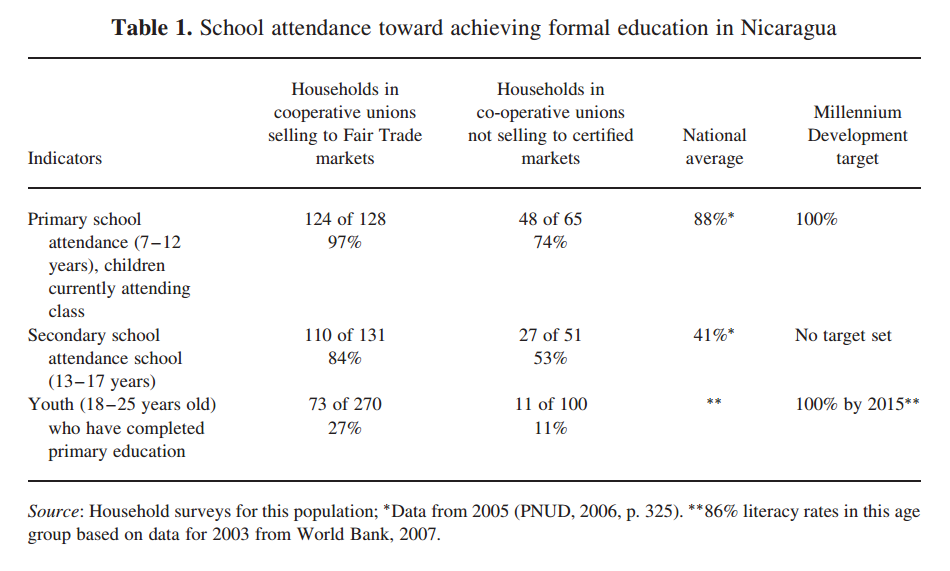 Table 1. School attendance toward achieving formal education in Nicaragua
Indicators
Households in
cooperative unions
selling to Fair Trade
markets
Households in
co-operative unions
not selling to certified
markets
National
average
Millennium
Development
target
Primary school
attendance (7–12
years), children
currently attending
class
124 of 128
97%
48 of 65
74%
88%*
100%
Secondary school
attendance school
(13–17 years)
110 of 131
84%
27 of 51
53%
41%*
No target set
Youth (18–25 years old)
who have completed
primary education
73 of 270
27%
11 of 100
11%
**
100% by 2015**
Source: Household surveys for this population; *Data from 2005 (PNUD, 2006, p. 325). **86% literacy rates in this age
group based on data for 2003 from World Bank, 2007.